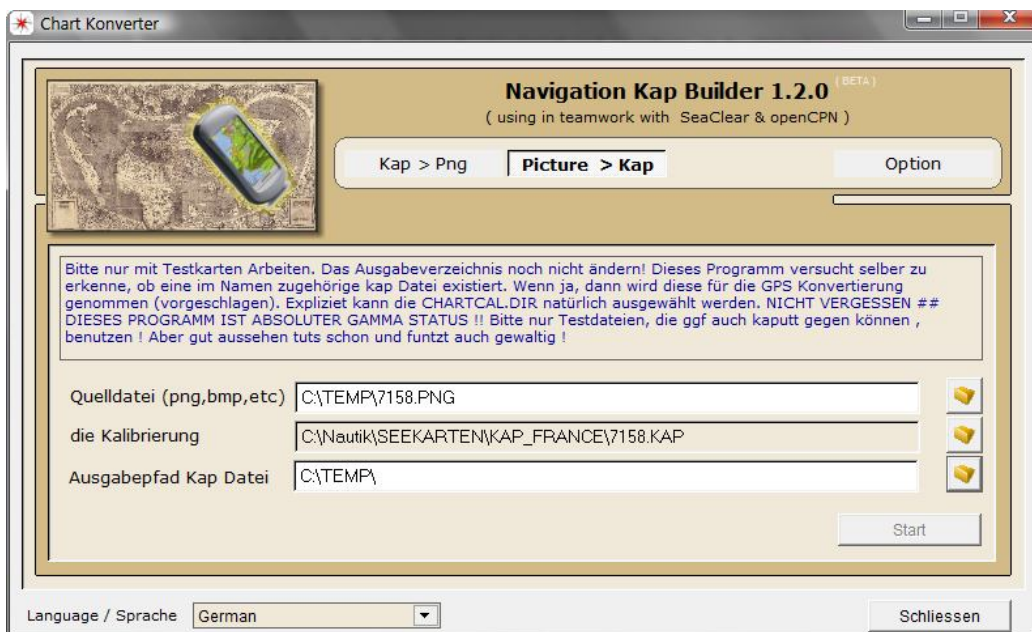 Chart Konverter
Navigation Kap Builder 1.2.0 (BETA)
( using in teamwork with SeaClear & openCPN )
Kap > Png Picture > Kap Option
Bitte nur mit Testkarten Arbeiten. Das Ausgabeverzeichnis noch nicht ändern! Dieses Programm versucht selber zu
erkenne, ob eine im Namen zugehörige kap Datei existiert. Wenn ja, dann wird diese für die GPS Konvertierung
genommen (vorgeschlagen). Expliziet kann die CHARTCAL.DIR natürlich ausgewählt werden. NICHT VERGESSEN ##
DIESES PROGRAMM IST ABSOLUTER GAMMA STATUS !! Bitte nur Testdateien, die ggf auch kaputt gegen können ,
benutzen ! Aber gut aussehen tuts schon und funtzt auch gewaltig !
Quelldatei (png,bmp,etc) C:\TEMP\7158.PNG
die Kalibrierung C:\Nautik\SEEKARTEN\KAP_FRANCE\7158.KAP
Ausgabepfad Kap Datei C:\TEMP\
Start
Language / Sprache German Schliessen